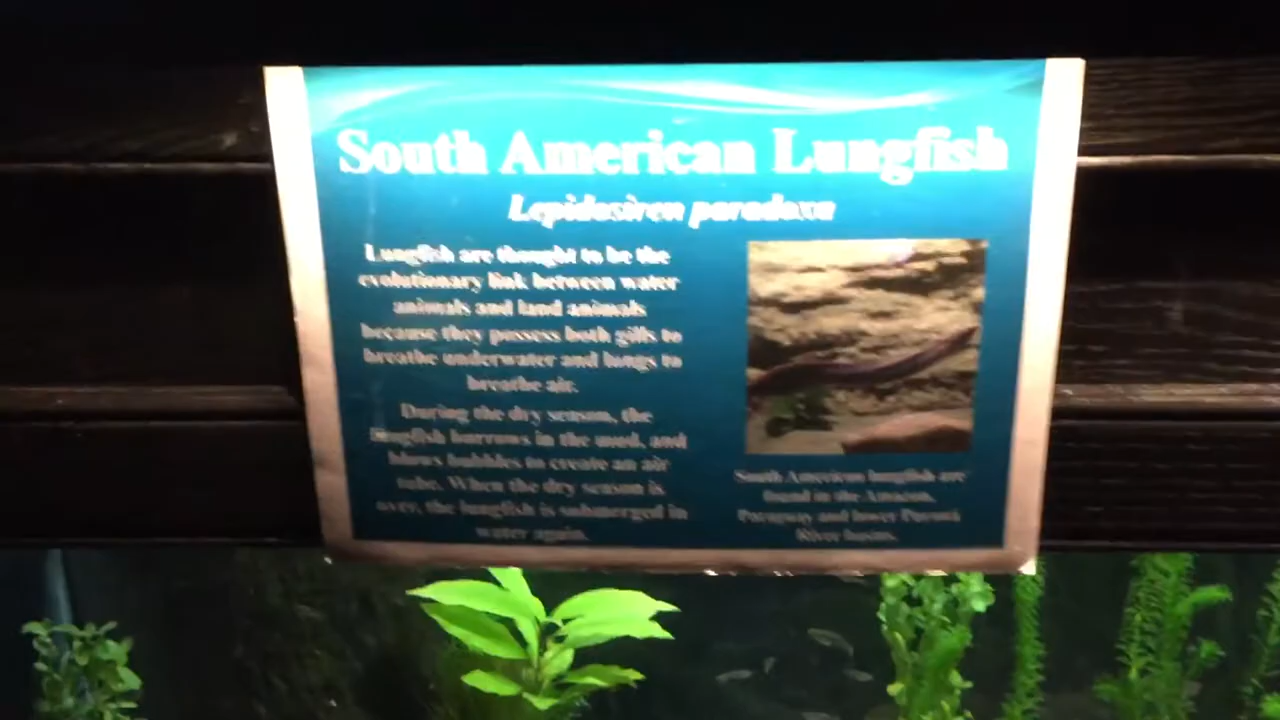 South American Lungfish
Lepidosiren paradoxa
Lungfish are thought to be the
evolutionary link between water
animals and land animals
because they possess both gills to
breathe underwater and lungs to
breathe air.
During the dry season, the
lungfish burrows in the mud, and
blows bubbles to create an air
tube. When the dry season is
over, the lungfish is submerged in
water again.
South American lungfish are
found in the Amazon,
Paraguay and lower Paraná
River basins.